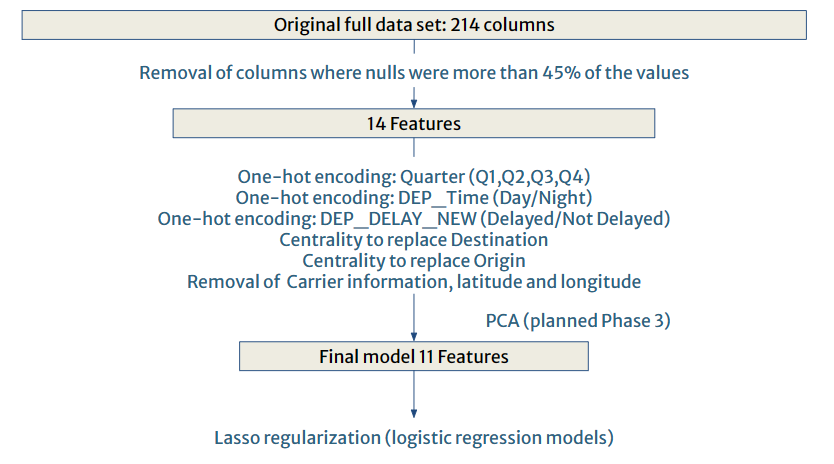 Original full data set: 214 columns
Removal of columns where nulls were more than 45% of the values
14 Features
One-hot encoding: Quarter (Q1,Q2,Q3,Q4)
One-hot encoding: DEP_Time (Day/Night)
One-hot encoding: DEP_DELAY_NEW (Delayed/Not Delayed)
Centrality to replace Destination
Centrality to replace Origin
Removal of Carrier information, latitude and longitude
PCA (planned Phase 3)
Final model 11 Features
Lasso regularization (logistic regression models)